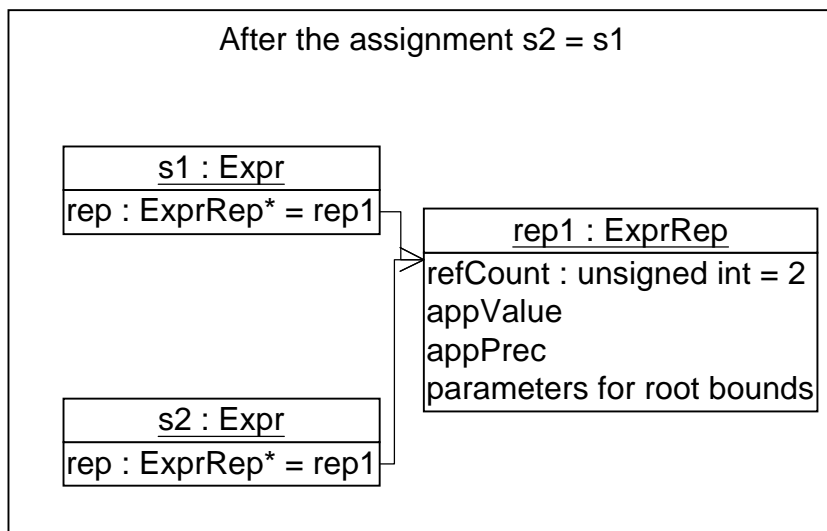 After the assignment s2 = s1
s1 : Expr
rep : ExprRep* = rep1
rep1 : ExprRep
refCount : unsigned int = 2
appValue
appPrec
parameters for root bounds
s2 : Expr
rep : ExprRep* = rep1